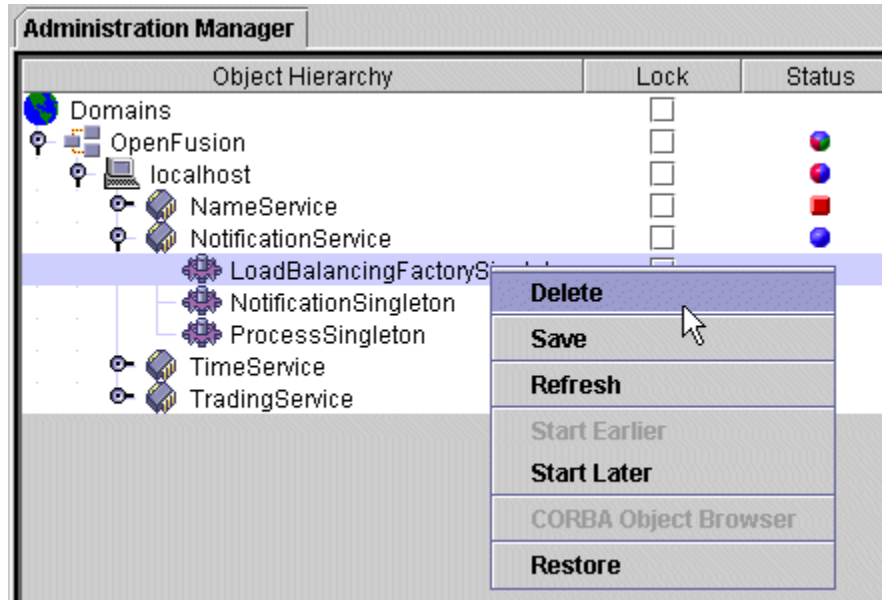 Administration Manager
Object Hierarchy Lock Status
Domains
OpenFusion
localhost
NameService
NotificationService
LoadBalancingFactorySi
NotificationSingleton
ProcessSingleton
TimeService
TradingService
Delete
Save
Refresh
Start Earlier
Start Later
CORBA Object Browser
Restore